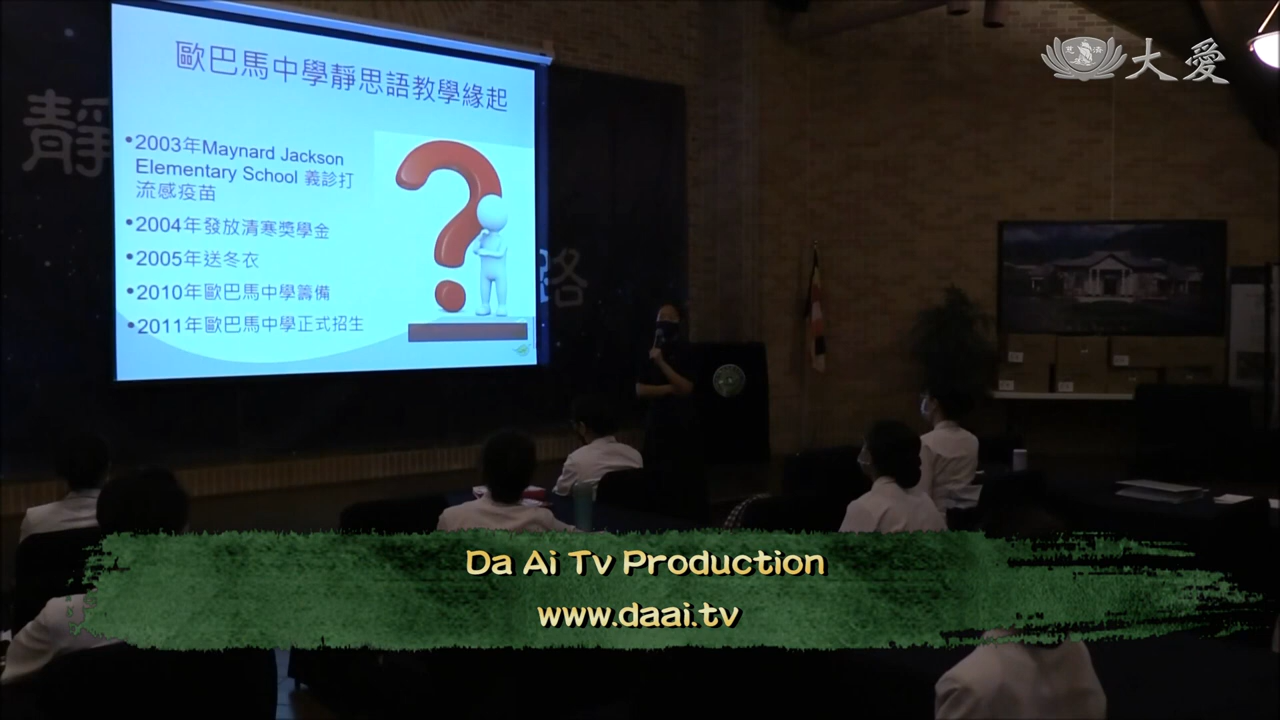 慈 濟 大愛
歐巴馬中學靜思語教學緣起
靜
•2003年Maynard Jackson
Elementary School 義診打
流感疫苗
•2004年發放清寒獎學金
•2005年送冬衣
•2010年歐巴馬中學籌備
•2011年歐巴馬中學正式招生
路
Da Ai Tv Production
www.daai.tv